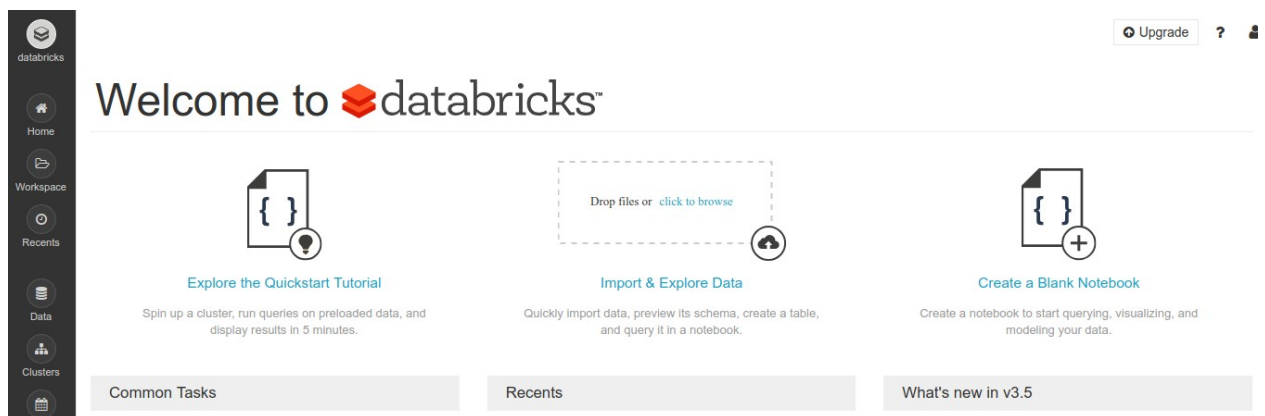 databricks
Home
Workspace
Recents
Data
Clusters
Upgrade ?
Welcome to databricks™
{ }
Drop files or click to browse
{ }
Explore the Quickstart Tutorial
Spin up a cluster, run queries on preloaded data, and
display results in 5 minutes.
Import & Explore Data
Quickly import data, preview its schema, create a table,
and query it in a notebook.
Create a Blank Notebook
Create a notebook to start querying, visualizing, and
modeling your data.
Common Tasks
Recents
What's new in v3.5